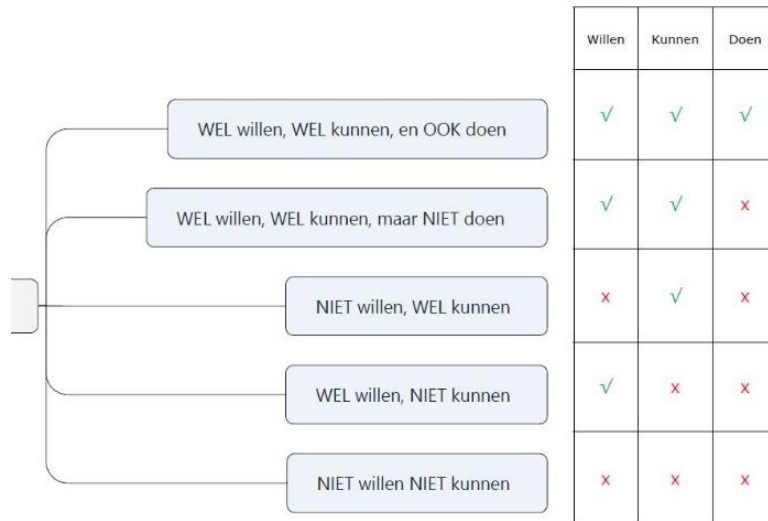 Willen Kunnen Doen
WEL willen, WEL kunnen, en OOK doen √ √ √
WEL willen, WEL kunnen, maar NIET doen √ √ x
NIET willen, WEL kunnen x √ x
WEL willen, NIET kunnen √ x x
NIET willen NIET kunnen x x x